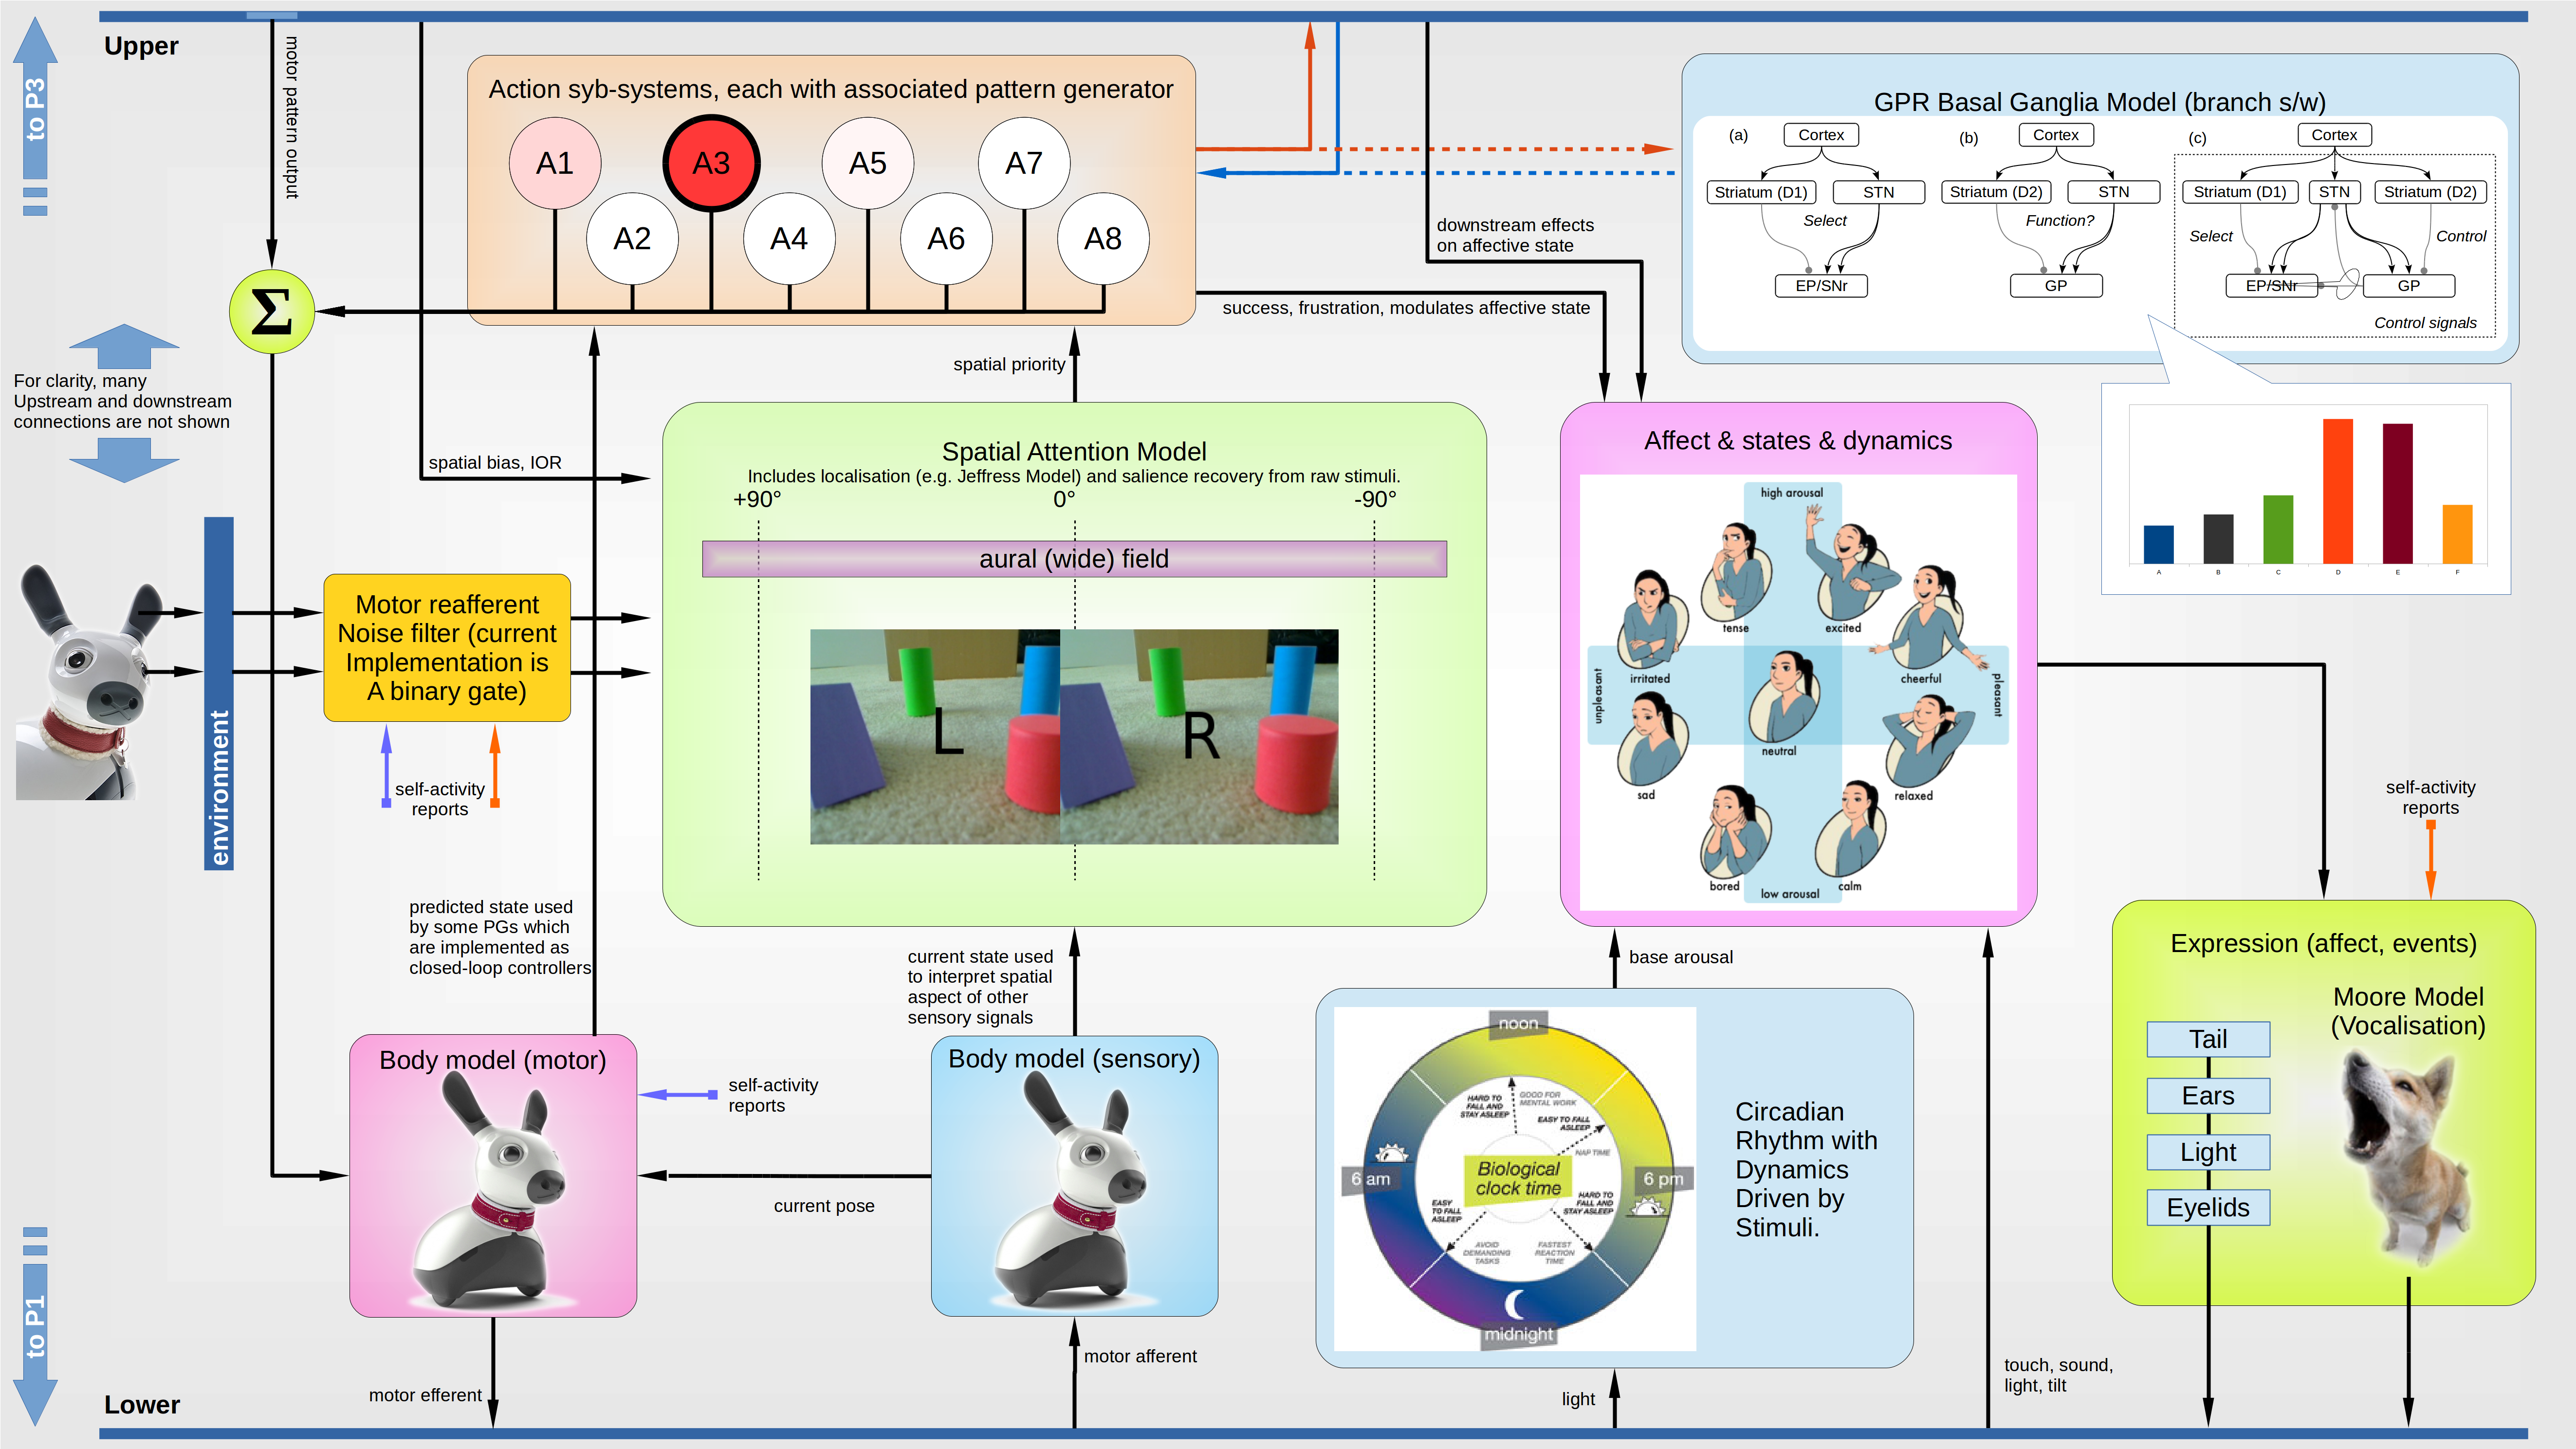 Upper
to P3
motor pattern output
Action syb-systems, each with associated pattern generator
A1
A3
A5
A7
A2
A4
A6
A8
Σ
GPR Basal Ganglia Model (branch s/w)
(a)
Cortex
Striatum (D1)
STN
Select
EP/SNr
(b)
Cortex
Striatum (D2)
STN
Function?
GP
(c)
Cortex
Striatum (D1)
STN
Striatum (D2)
Select
Control
EP/SNr
GP
Control signals
A
B
C
D
E
F
downstream effects
on affective state
success, frustration, modulates affective state
spatial priority
For clarity, many
Upstream and downstream
connections are not shown
spatial bias, IOR
Spatial Attention Model
Includes localisation (e.g. Jeffress Model) and salience recovery from raw stimuli.
+90°
0°
-90°
aural (wide) field
L
R
Affect & states & dynamics
high arousal
tense
excited
irritated
cheerful
unpleasant
pleasant
neutral
sad
relaxed
bored
calm
low arousal
environment
Motor reafferent
Noise filter (current
Implementation is
A binary gate)
self-activity
reports
predicted state used
by some PGs which
are implemented as
closed-loop controllers
current state used
to interpret spatial
aspect of other
sensory signals
base arousal
self-activity
reports
Expression (affect, events)
Moore Model
(Vocalisation)
Tail
Ears
Light
Eyelids
Body model (motor)
self-activity
reports
current pose
Body model (sensory)
noon
HARD TO
FALL AND
STAY ASLEEP
GOOD FOR
MENTAL WORK
EASY TO FALL
ASLEEP
NAP TIME
Biological
clock time
6 am
6 pm
EASY
TO FALL
ASLEEP
HARD TO
FALL AND
STAY ASLEEP
AVOID
DEMANDING
TASKS
FASTEST
REACTION
TIME
midnight
Circadian
Rhythm with
Dynamics
Driven by
Stimuli.
to P1
Lower
motor efferent
motor afferent
light
touch, sound,
light, tilt